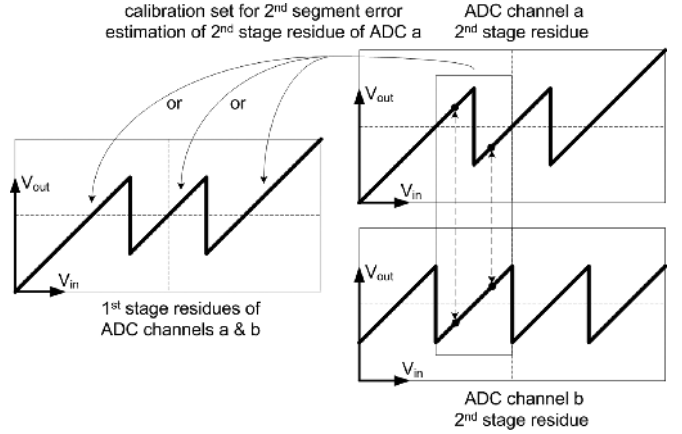 calibration set for 2nd segment error
estimation of 2nd stage residue of ADC a
ADC channel a
2nd stage residue
or
or
Vout
Vin
Vout
Vin
1st stage residues of
ADC channels a & b
Vout
Vin
ADC channel b
2nd stage residue